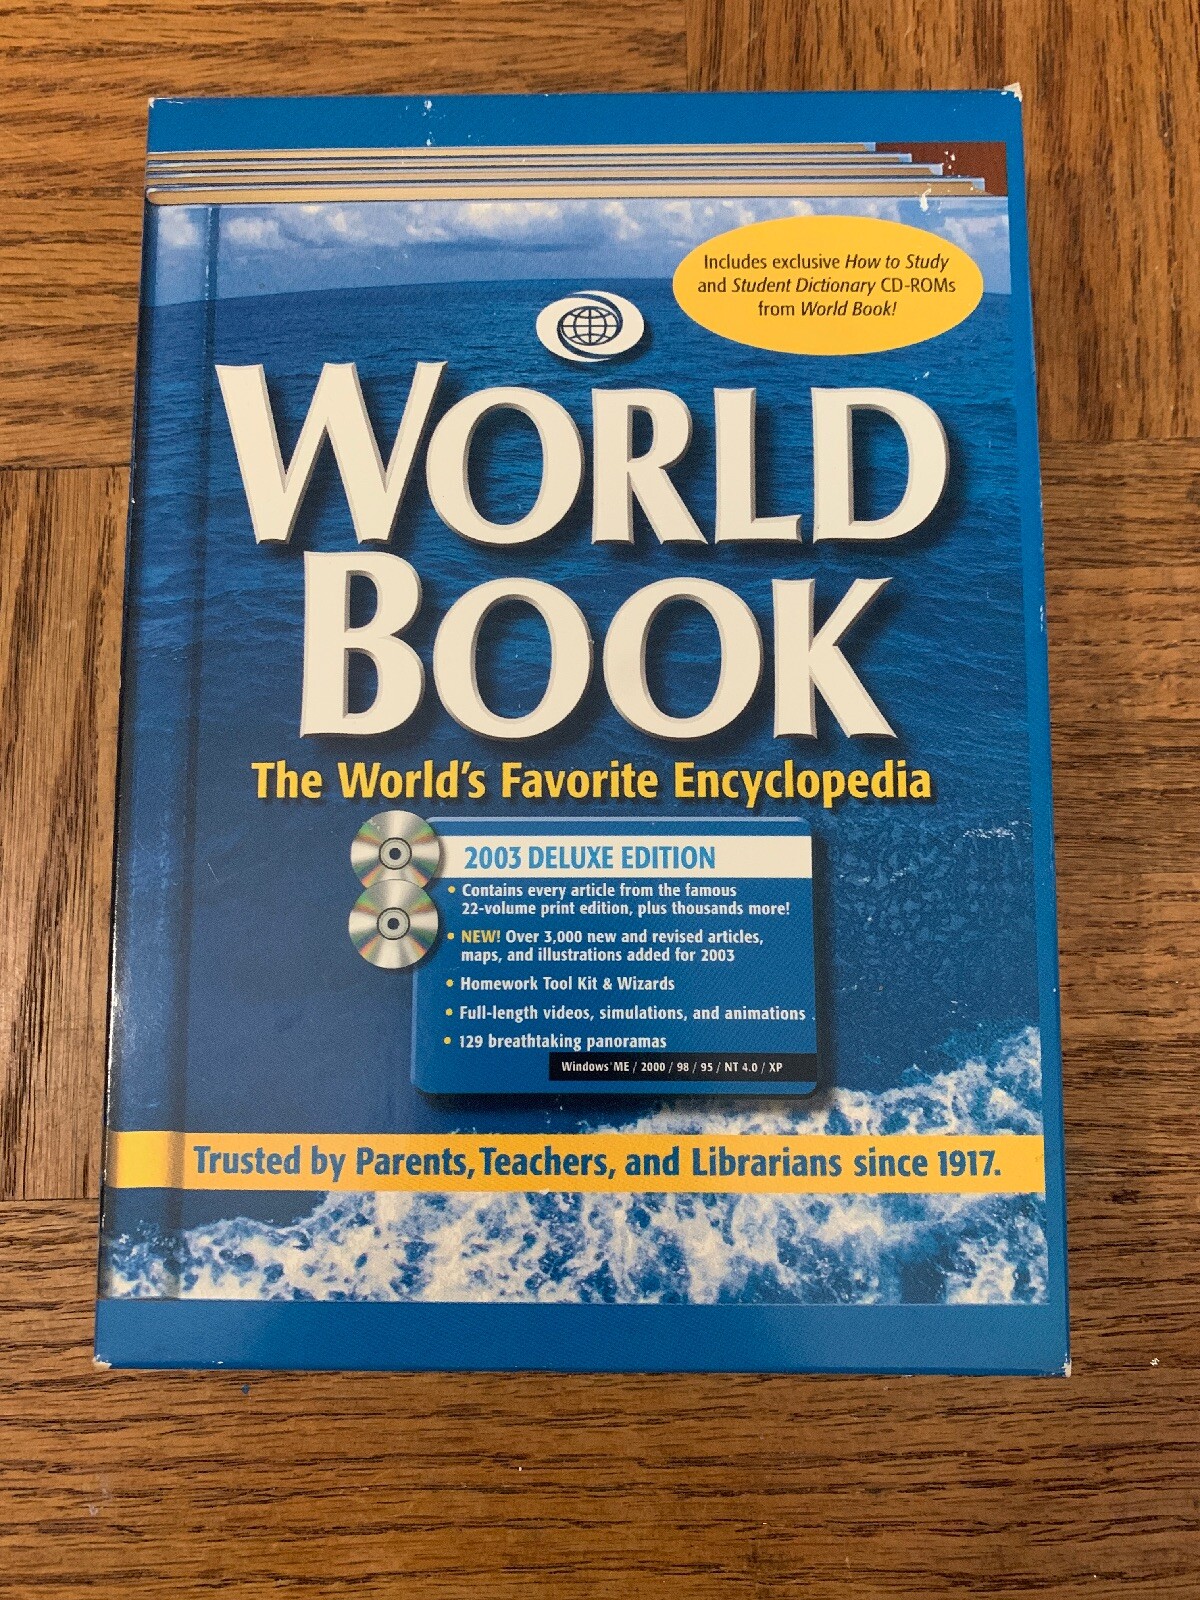 Includes exclusive How to Study
and Student Dictionary CD-ROMs
from World Book!
WORLD
BOOK
The World's Favorite Encyclopedia
2003 DELUXE EDITION
• Contains every article from the famous
22-volume print edition, plus thousands more!
• NEW! Over 3,000 new and revised articles,
maps, and illustrations added for 2003
• Homework Tool Kit & Wizards
• Full-length videos, simulations, and animations
• 129 breathtaking panoramas
Windows® ME / 2000 / 98 / 95 / NT 4.0 / XP
Trusted by Parents, Teachers, and Librarians since 1917.